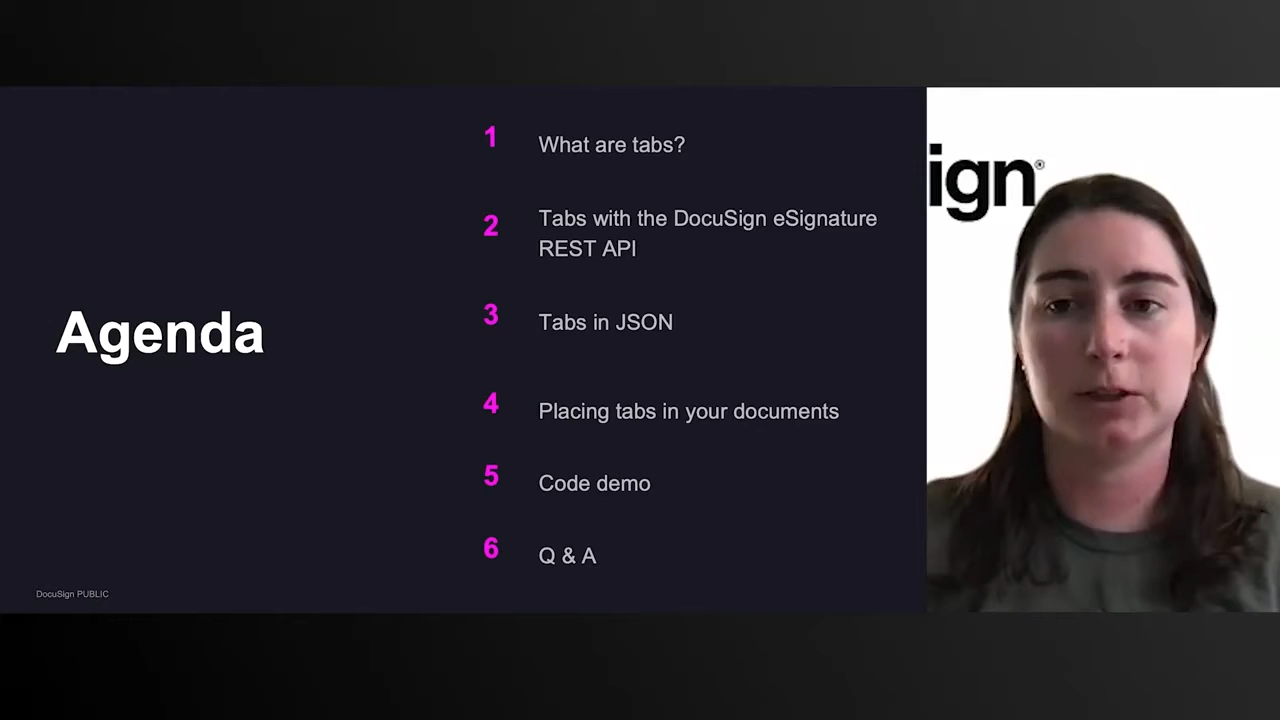 Agenda
1 What are tabs?
2 Tabs with the DocuSign eSignature
REST API
3 Tabs in JSON
4 Placing tabs in your documents
5 Code demo
6 Q & A
DocuSign PUBLIC
ign®